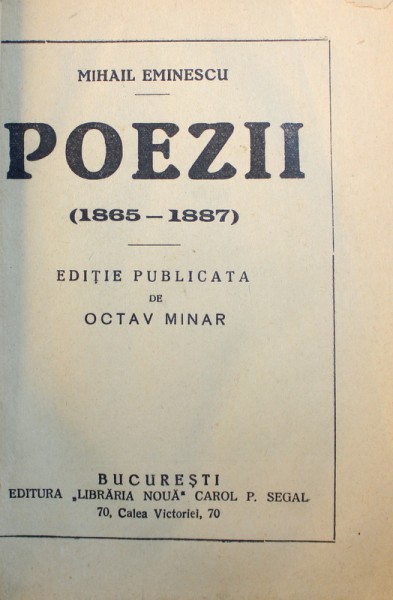 MIHAIL EMINESCU
POEZII
(1865 – 1887)
EDIȚIE PUBLICATA
DE
OCTAV MINAR
BUCUREȘTI
EDITURA „LIBRĂRIA NOUĂ“ CAROL P. SEGAL
70, Calea Victoriei, 70